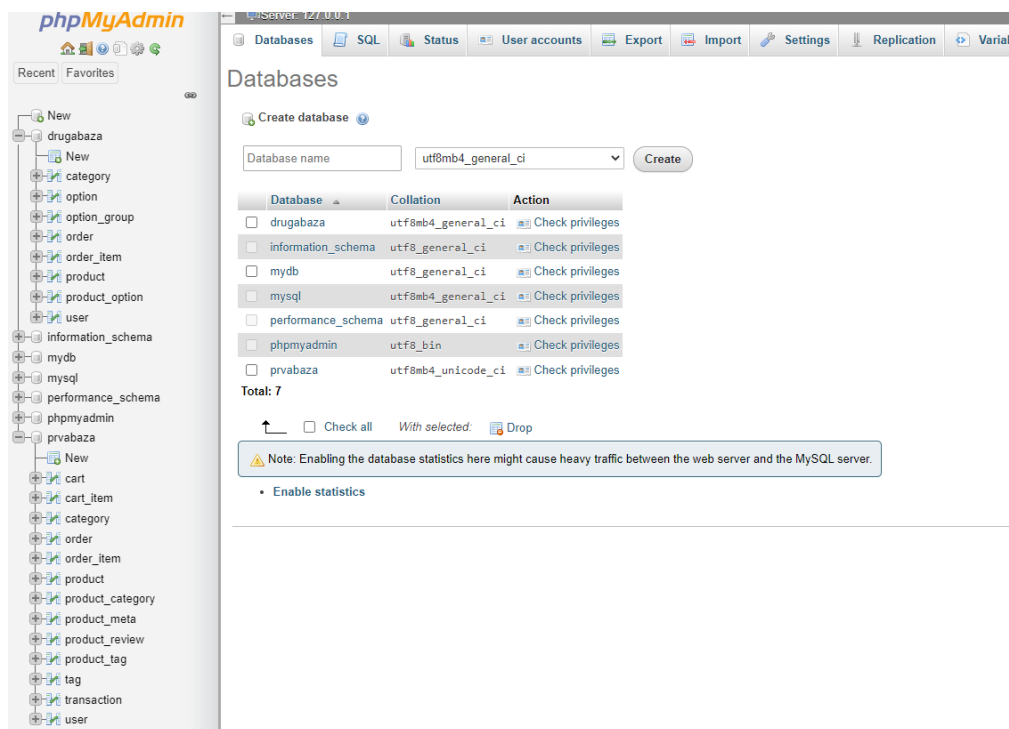 phpMyAdmin
Recent Favorites
New
drugabaza
New
category
option
option_group
order
order_item
product
product_option
user
information_schema
mydb
mysql
performance_schema
phpmyadmin
prvabaza
New
cart
cart_item
category
order
order_item
product
product_category
product_meta
product_review
product_tag
tag
transaction
user
Server: 127.0.0.1
Databases SQL Status User accounts Export Import Settings Replication Varial
Databases
Create database
Database name utf8mb4_general_ci Create
Database Collation Action
drugabaza utf8mb4_general_ci Check privileges
information_schema utf8_general_ci Check privileges
mydb utf8_general_ci Check privileges
mysql utf8mb4_general_ci Check privileges
performance_schema utf8_general_ci Check privileges
phpmyadmin utf8_bin Check privileges
prvabaza utf8mb4_unicode_ci Check privileges
Total: 7
Check all With selected: Drop
Note: Enabling the database statistics here might cause heavy traffic between the web server and the MySQL server.
• Enable statistics